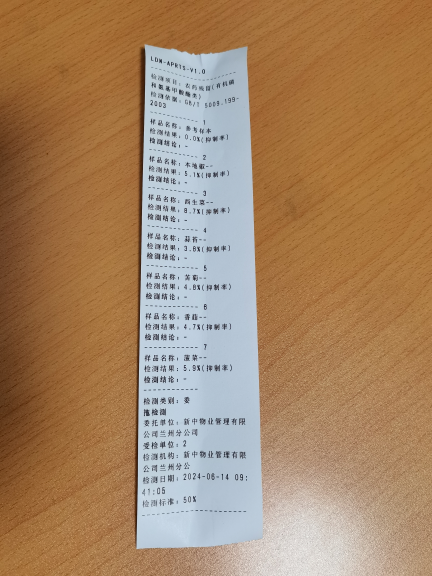 LDW-APRTS-V1.0
--------------
检测项目: 农药残留(有机磷
和氨基甲酸酯类)
检测依据: GB/T 5009.199-
2003
-------------- 1
样品名称: 参考样本
检测结果: 0.0%(抑制率)
检测结论: -
-------------- 2
样品名称: 本地椒--
检测结果: 5.1%(抑制率)
检测结论: -
-------------- 3
样品名称: 西生菜--
检测结果: 6.7%(抑制率)
检测结论: -
-------------- 4
样品名称: 蒜苔--
检测结果: 3.6%(抑制率)
检测结论: -
-------------- 5
样品名称: 苦菊--
检测结果: 4.8%(抑制率)
检测结论: -
-------------- 6
样品名称: 香菇--
检测结果: 4.7%(抑制率)
检测结论: -
-------------- 7
样品名称: 菠菜--
检测结果: 5.9%(抑制率)
检测结论: -
--------------
检测类别: 委
拖检测
委托单位: 新中物业管理有限
公司兰州分公司
受检单位: 2
检测机构: 新中物业管理有限
公司兰州分公
检测日期: 2024-06-14 09:
41:05
检测标准: 50%